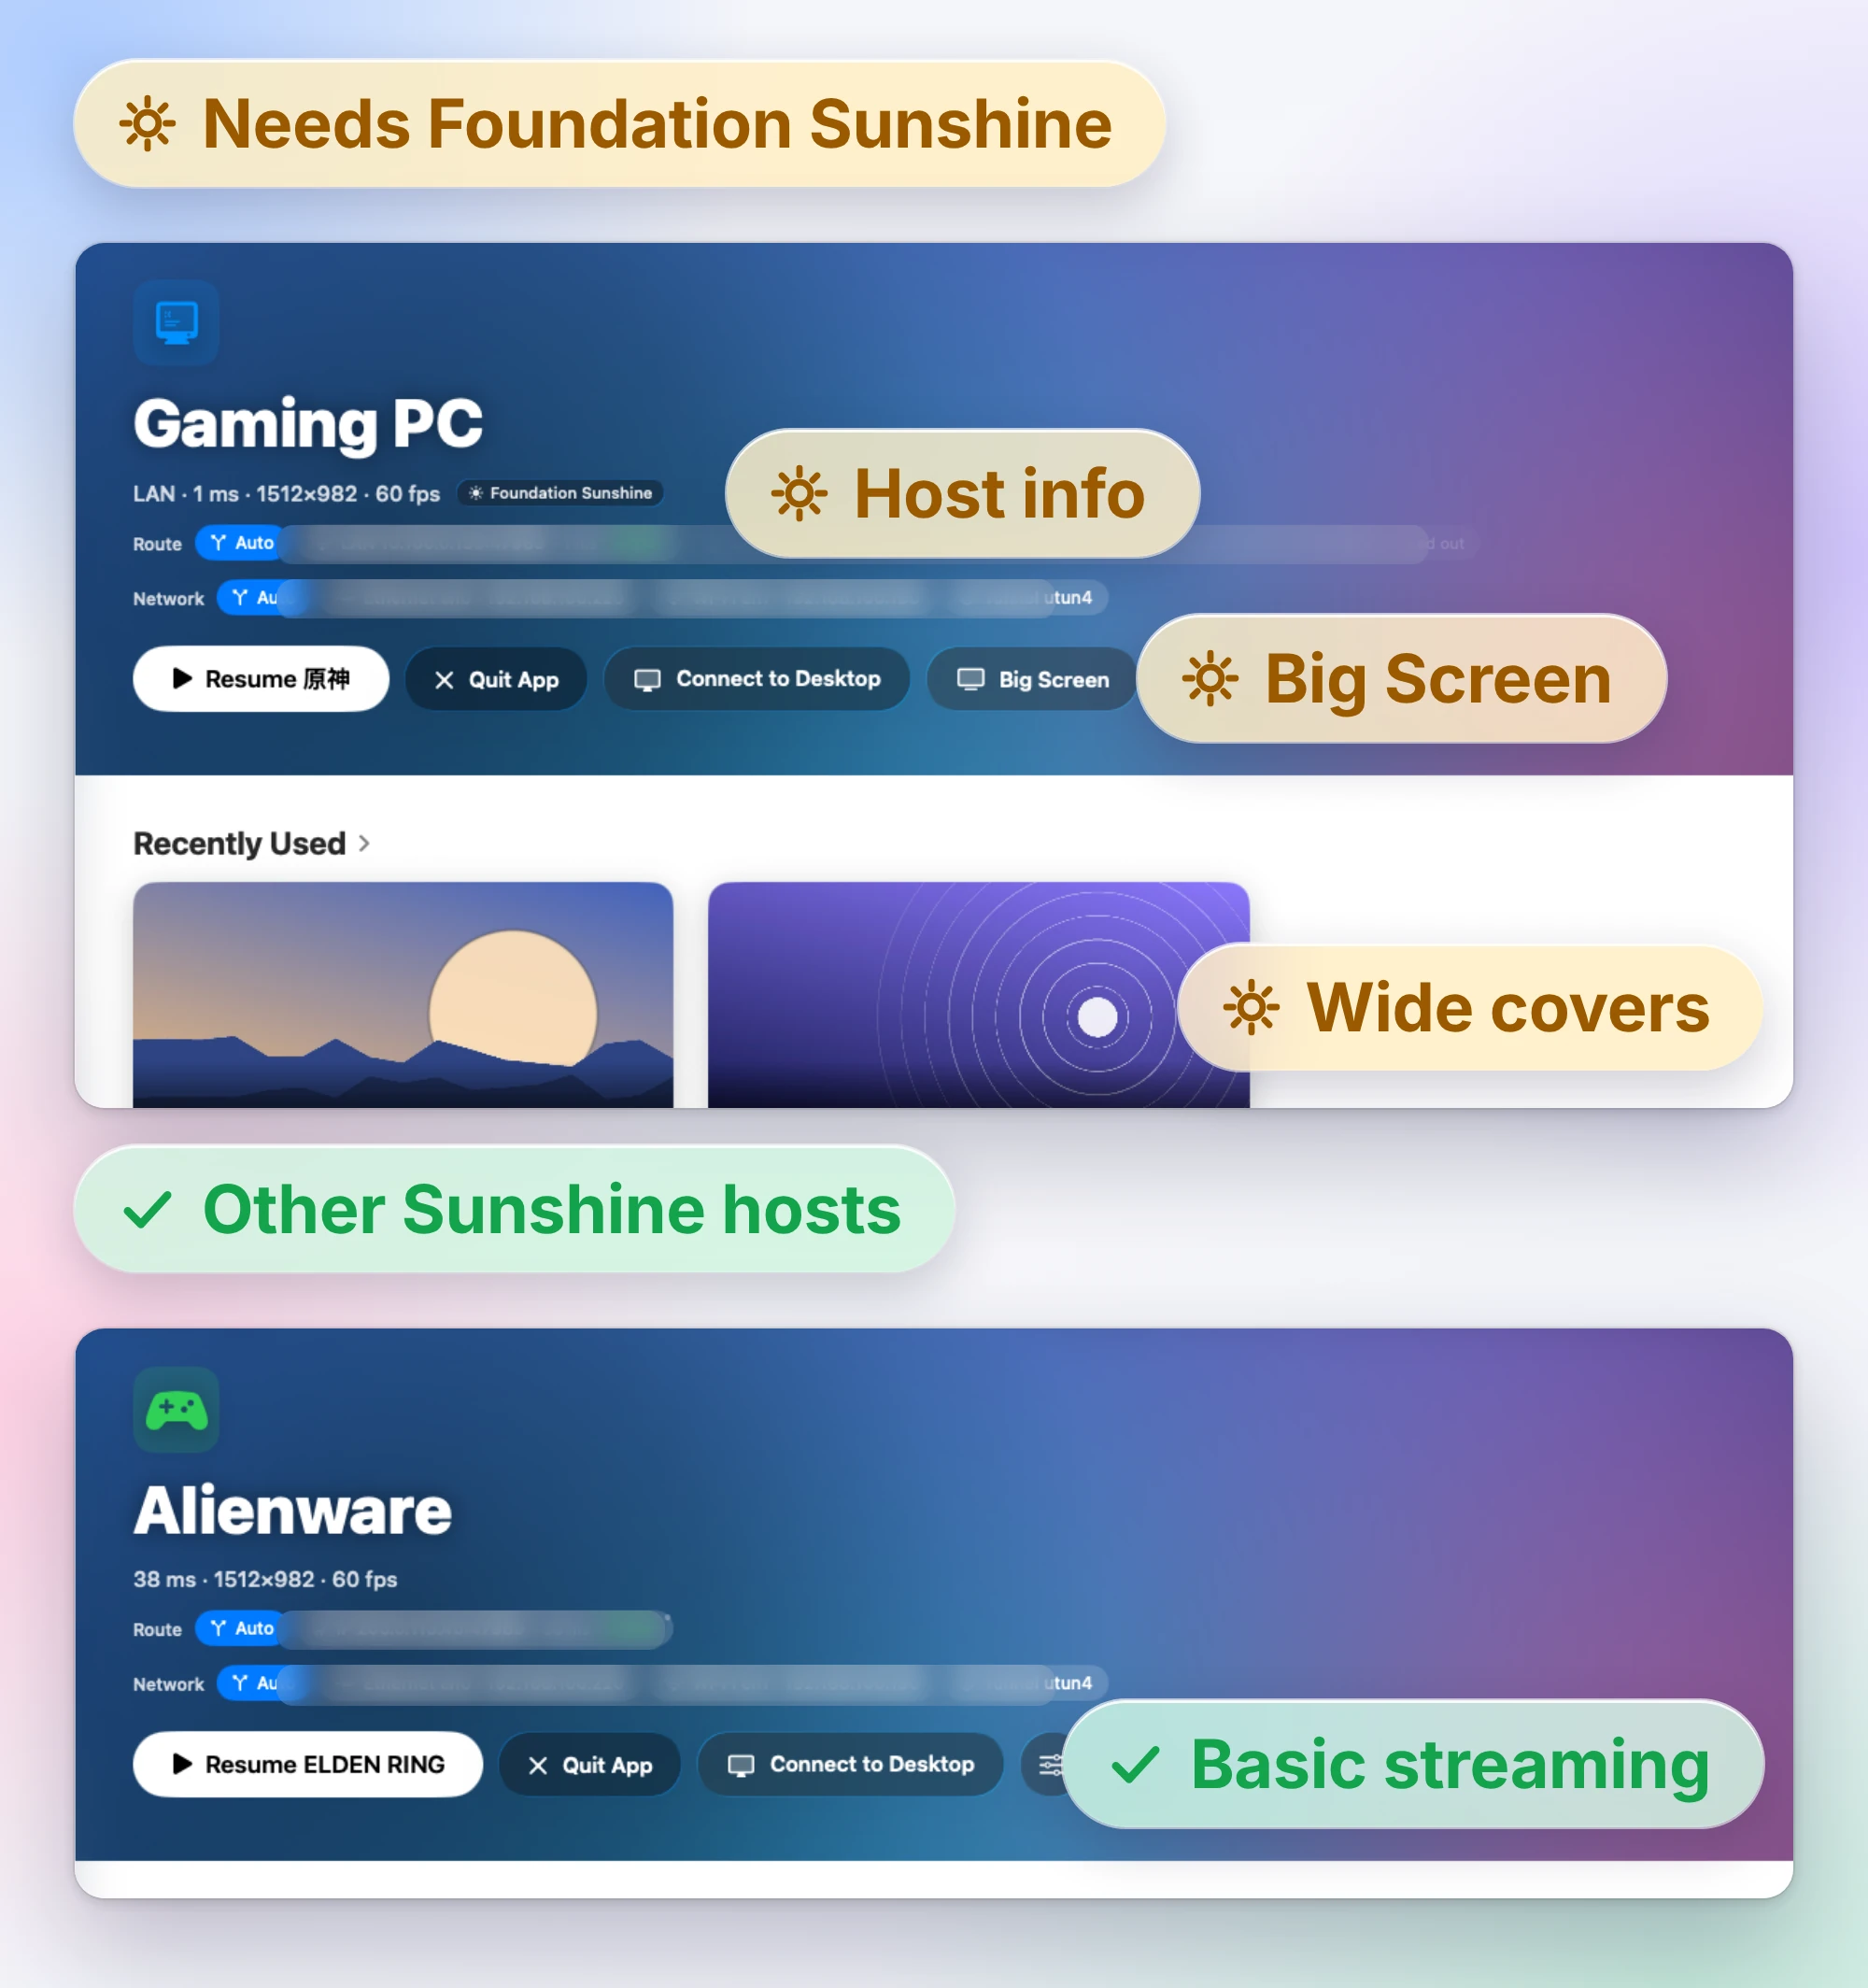 Needs Foundation Sunshine
Gaming PC
Host info
LAN · 1 ms · 1512×982 · 60 fps Foundation Sunshine
Route Auto
Network utun4
Resume 原神 Quit App Connect to Desktop Big Screen
Big Screen
Recently Used
Wide covers
Other Sunshine hosts
Alienware
38 ms · 1512×982 · 60 fps
Route Auto
Network utun4
Resume ELDEN RING Quit App Connect to Desktop
Basic streaming